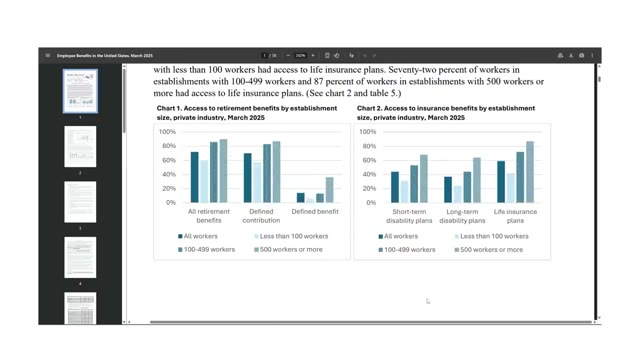 Employee Benefits in the United States, March 2025
1 / 16
202%
with less than 100 workers had access to life insurance plans. Seventy-two percent of workers in
establishments with 100-499 workers and 87 percent of workers in establishments with 500 workers or
more had access to life insurance plans. (See chart 2 and table 5.)
Chart 1. Access to retirement benefits by establishment
size, private industry, March 2025
100%
80%
60%
40%
20%
0%
All retirement
benefits
Defined
contribution
Defined benefit
All workers
Less than 100 workers
100-499 workers
500 workers or more
Chart 2. Access to insurance benefits by establishment
size, private industry, March 2025
100%
80%
60%
40%
20%
0%
Short-term
disability plans
Long-term
disability plans
Life insurance
plans
All workers
Less than 100 workers
100-499 workers
500 workers or more
1
2
3
4